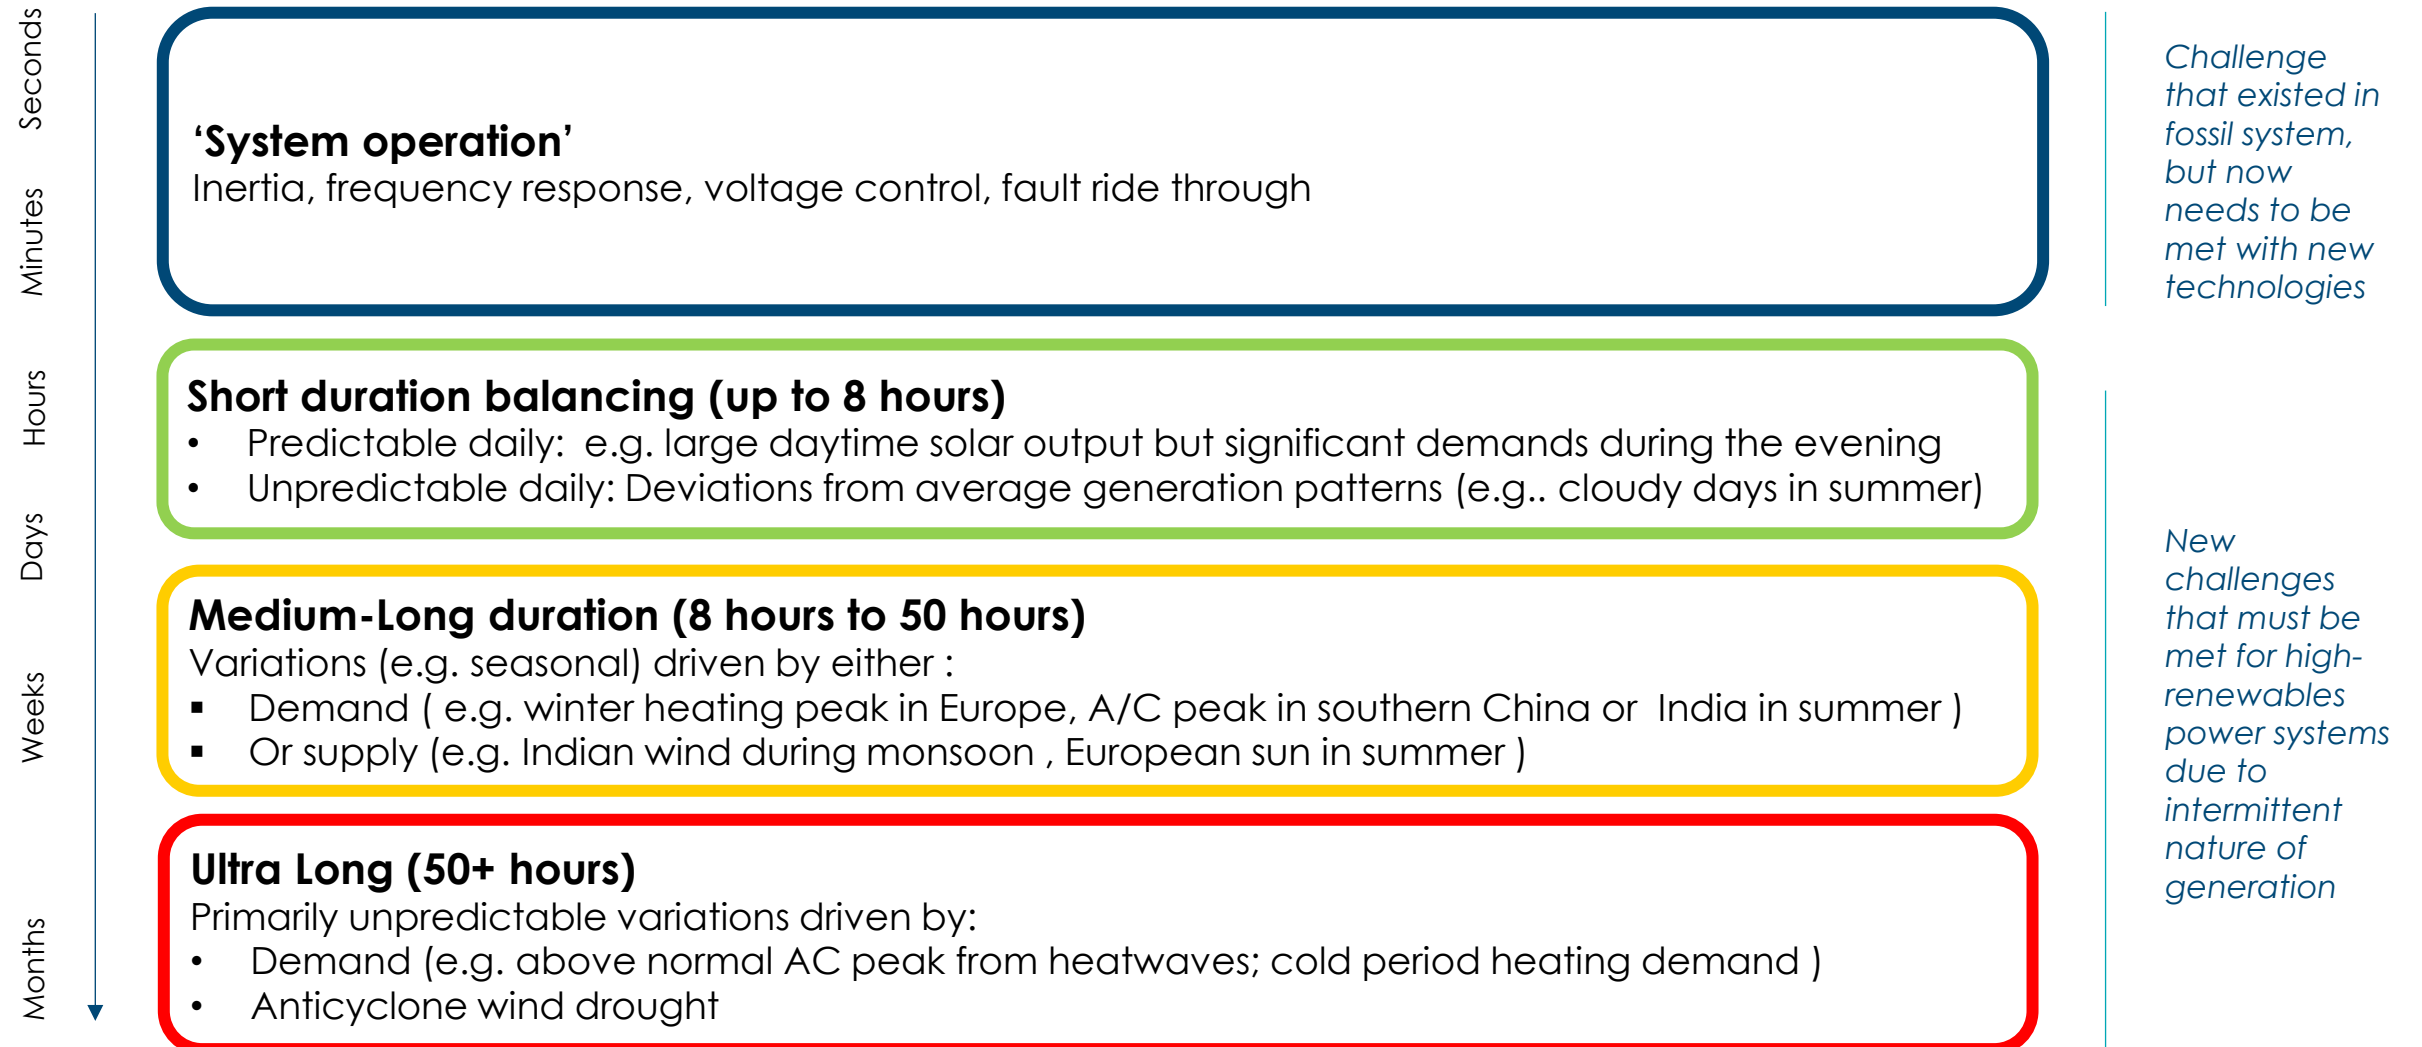 Seconds
Minutes
Hours
Days
Weeks
Months
‘System operation’
Inertia, frequency response, voltage control, fault ride through
Short duration balancing (up to 8 hours)
• Predictable daily:  e.g. large daytime solar output but significant demands during the evening
• Unpredictable daily: Deviations from average generation patterns (e.g.. cloudy days in summer)
Medium-Long duration (8 hours to 50 hours)
Variations (e.g. seasonal) driven by either :
▪ Demand ( e.g. winter heating peak in Europe, A/C peak in southern China or  India in summer )
▪ Or supply (e.g. Indian wind during monsoon , European sun in summer )
Ultra Long (50+ hours)
Primarily unpredictable variations driven by:
• Demand (e.g. above normal AC peak from heatwaves; cold period heating demand )
• Anticyclone wind drought
Challenge
that existed in
fossil system,
but now
needs to be
met with new
technologies
New
challenges
that must be
met for high-
renewables
power systems
due to
intermittent
nature of
generation